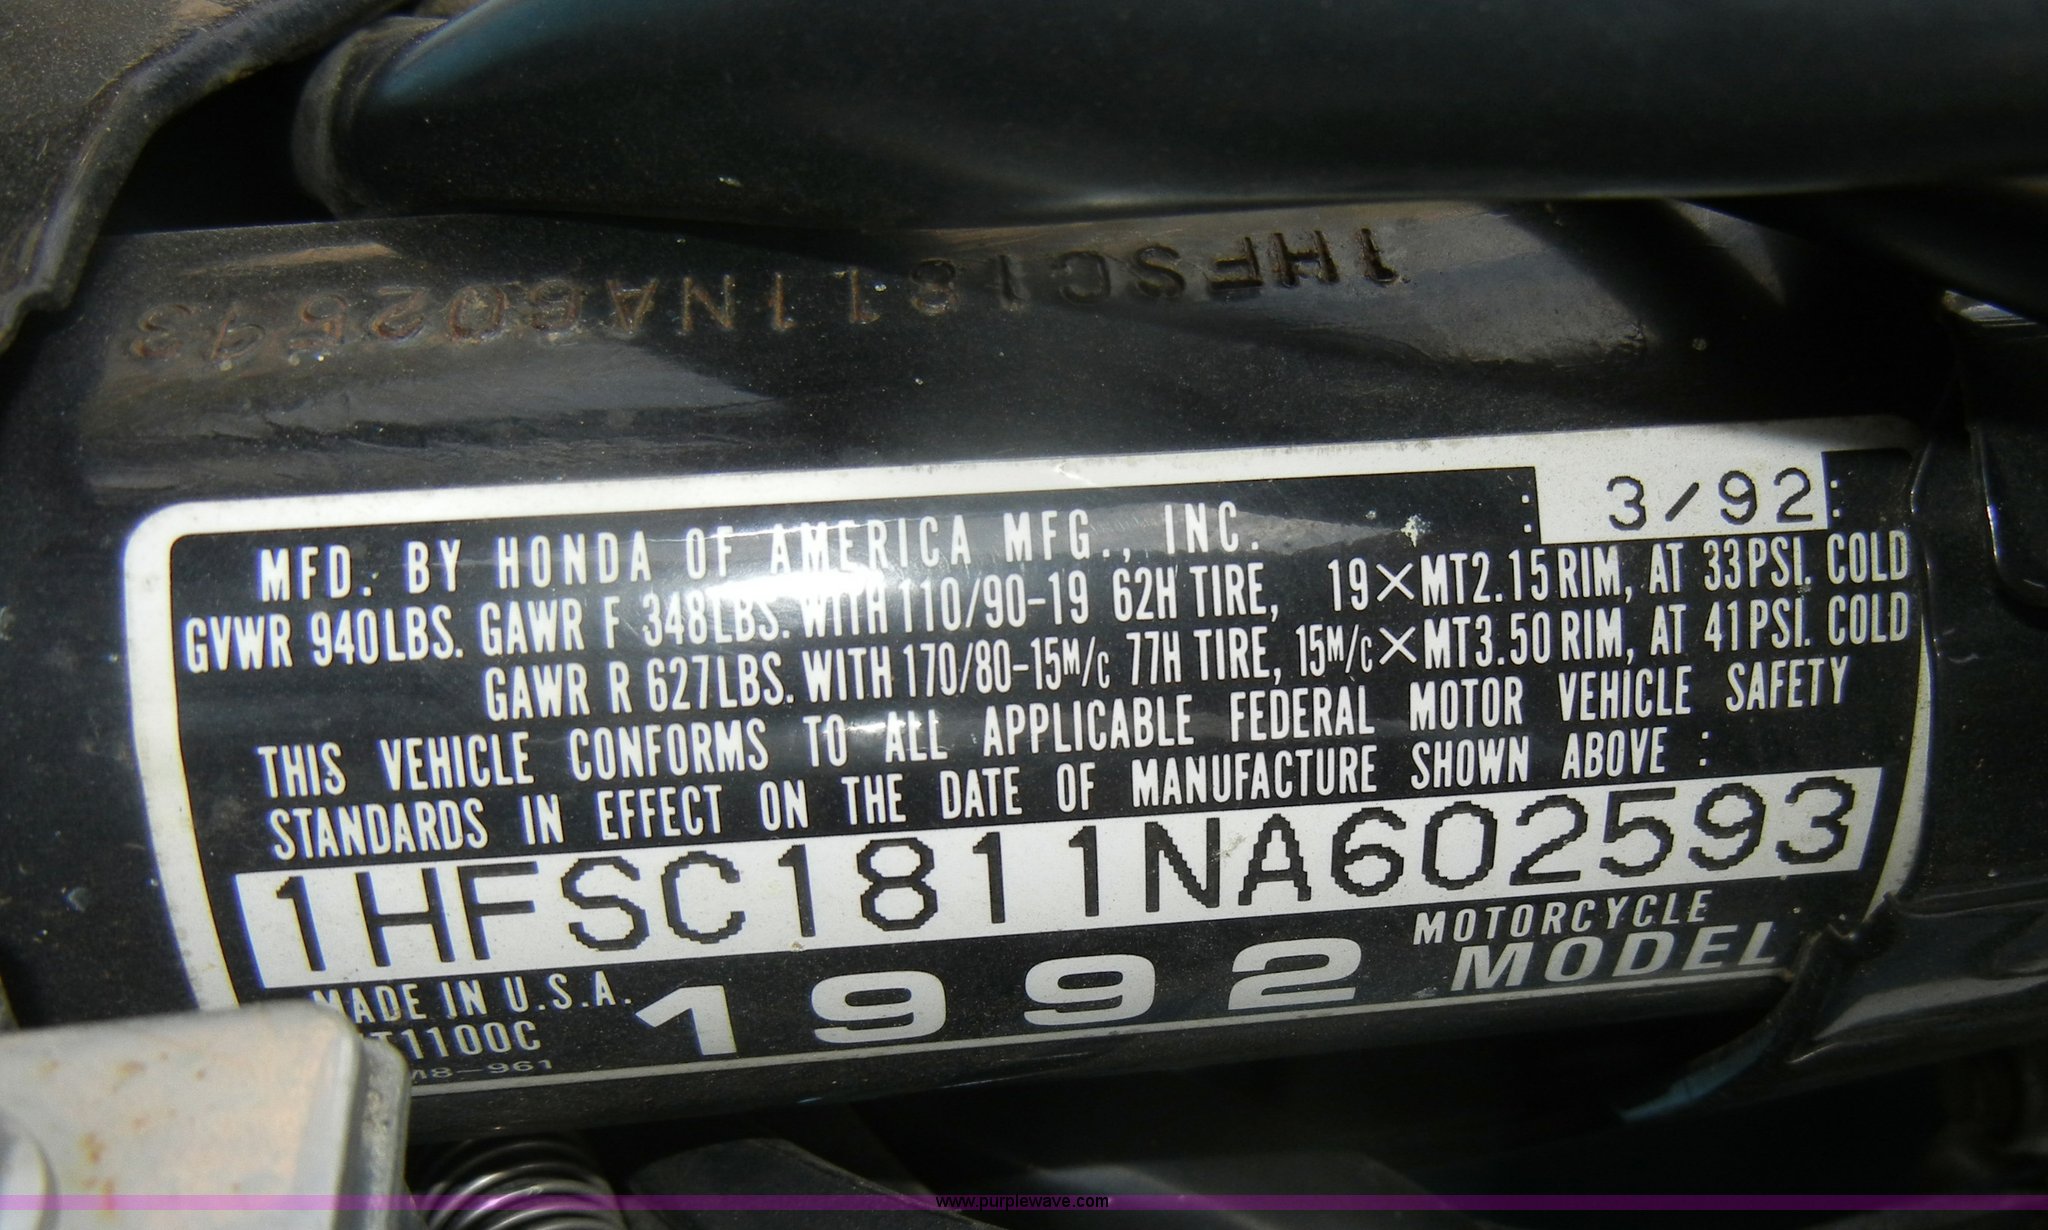 1HFSC1811NA602593
3/92
MFD. BY HONDA OF AMERICA MFG., INC.
GVWR 940LBS. GAWR F 348LBS. WITH 110/90-19 62H TIRE, 19×MT2.15 RIM, AT 33PSI. COLD
GAWR R 627LBS. WITH 170/80-15M/C 77H TIRE, 15M/C×MT3.50 RIM, AT 41PSI. COLD
THIS VEHICLE CONFORMS TO ALL APPLICABLE FEDERAL MOTOR VEHICLE SAFETY
STANDARDS IN EFFECT ON THE DATE OF MANUFACTURE SHOWN ABOVE :
1HFSC1811NA602593
MADE IN U.S.A.
T1100C
M8-961
1992
MOTORCYCLE
MODEL
www.purplewave.com